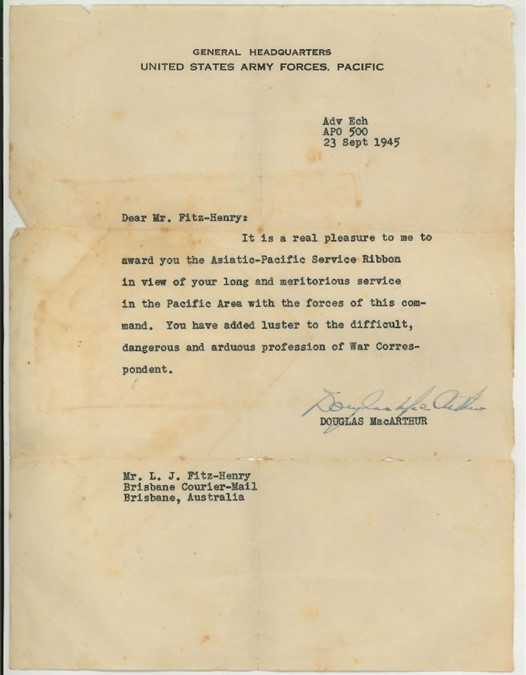 GENERAL HEADQUARTERS
UNITED STATES ARMY FORCES, PACIFIC
Adv Ech
APO 500
23 Sept 1945
Dear Mr. Fitz-Henry:
It is a real pleasure to me to
award you the Asiatic-Pacific Service Ribbon
in view of your long and meritorious service
in the Pacific Area with the forces of this com-
mand. You have added luster to the difficult,
dangerous and arduous profession of War Corres-
pondent.
Douglas MacArthur
DOUGLAS MacARTHUR
Mr. L. J. Fitz-Henry
Brisbane Courier-Mail
Brisbane, Australia